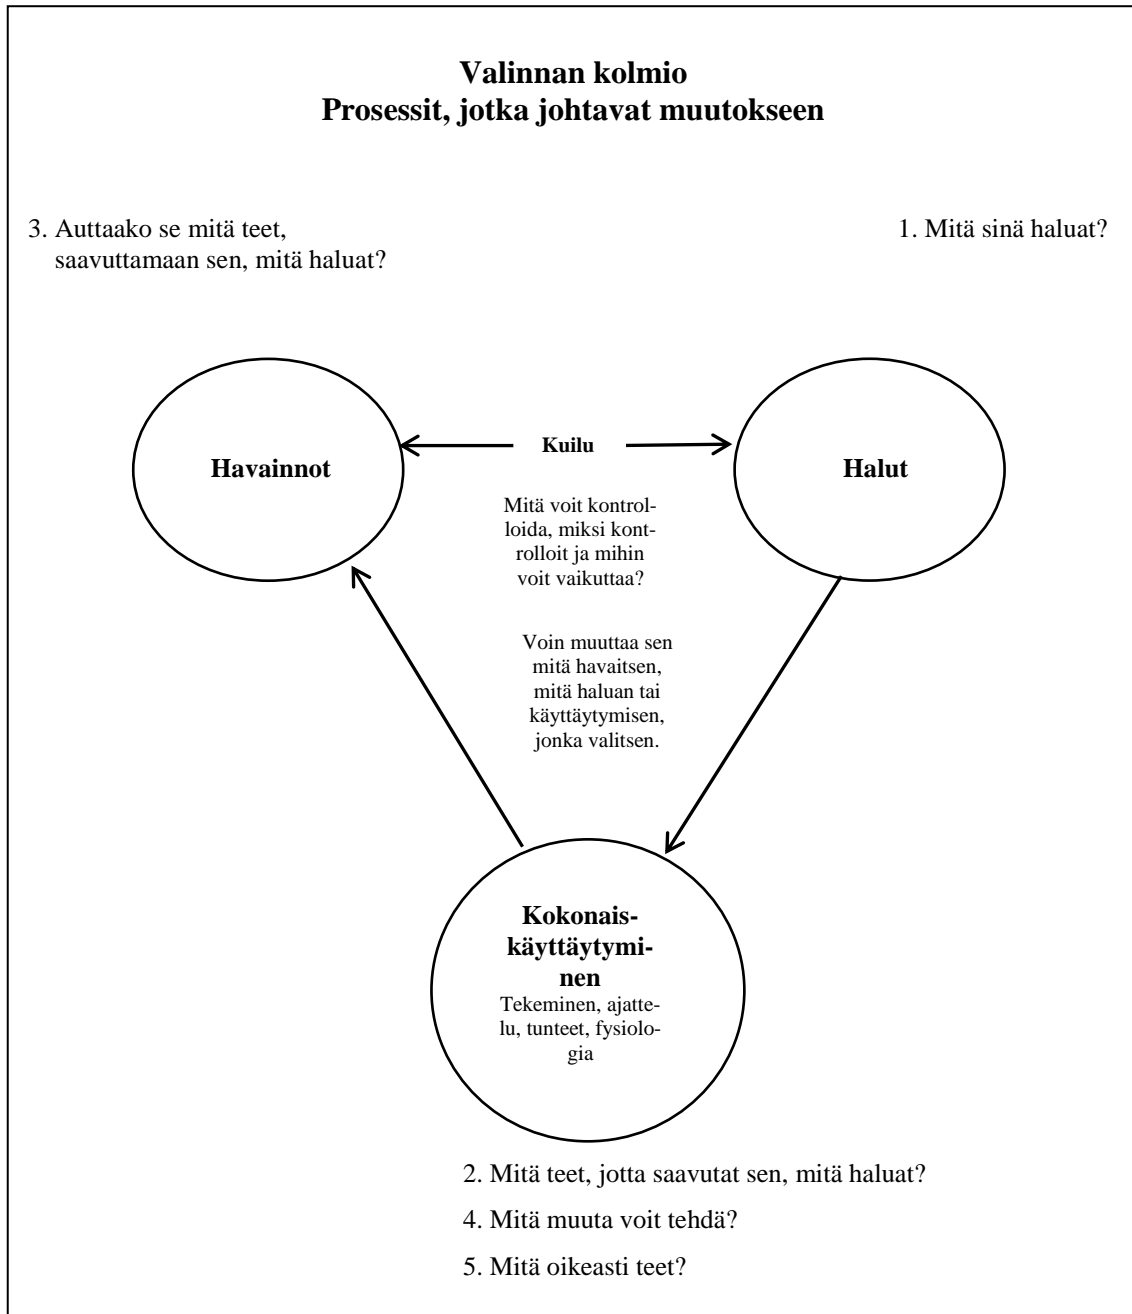 Valinnan kolmio
Prosessit, jotka johtavat muutokseen
3. Auttaako se mitä teet,
saavuttamaan sen, mitä haluat?
1. Mitä sinä haluat?
Havainnot
Kuilu
Halut
Mitä voit kontrol-
loida, miksi kont-
rolloit ja mihin
voit vaikuttaa?
Voin muuttaa sen
mitä havaitsen,
mitä haluan tai
käyttäytymisen,
jonka valitsen.
Kokonais-
käyttäytymi-
nen
Tekeminen, ajatte-
lu, tunteet, fysiolo-
gia
2. Mitä teet, jotta saavutat sen, mitä haluat?
4. Mitä muuta voit tehdä?
5. Mitä oikeasti teet?